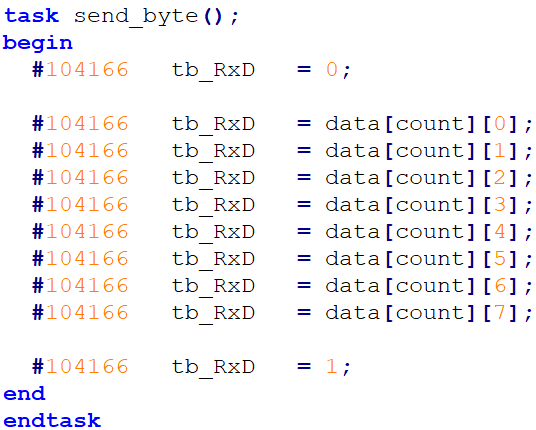 task send_byte();
begin
  #104166   tb_RxD   = 0;

  #104166   tb_RxD   = data[count][0];
  #104166   tb_RxD   = data[count][1];
  #104166   tb_RxD   = data[count][2];
  #104166   tb_RxD   = data[count][3];
  #104166   tb_RxD   = data[count][4];
  #104166   tb_RxD   = data[count][5];
  #104166   tb_RxD   = data[count][6];
  #104166   tb_RxD   = data[count][7];

  #104166   tb_RxD   = 1;
end
endtask